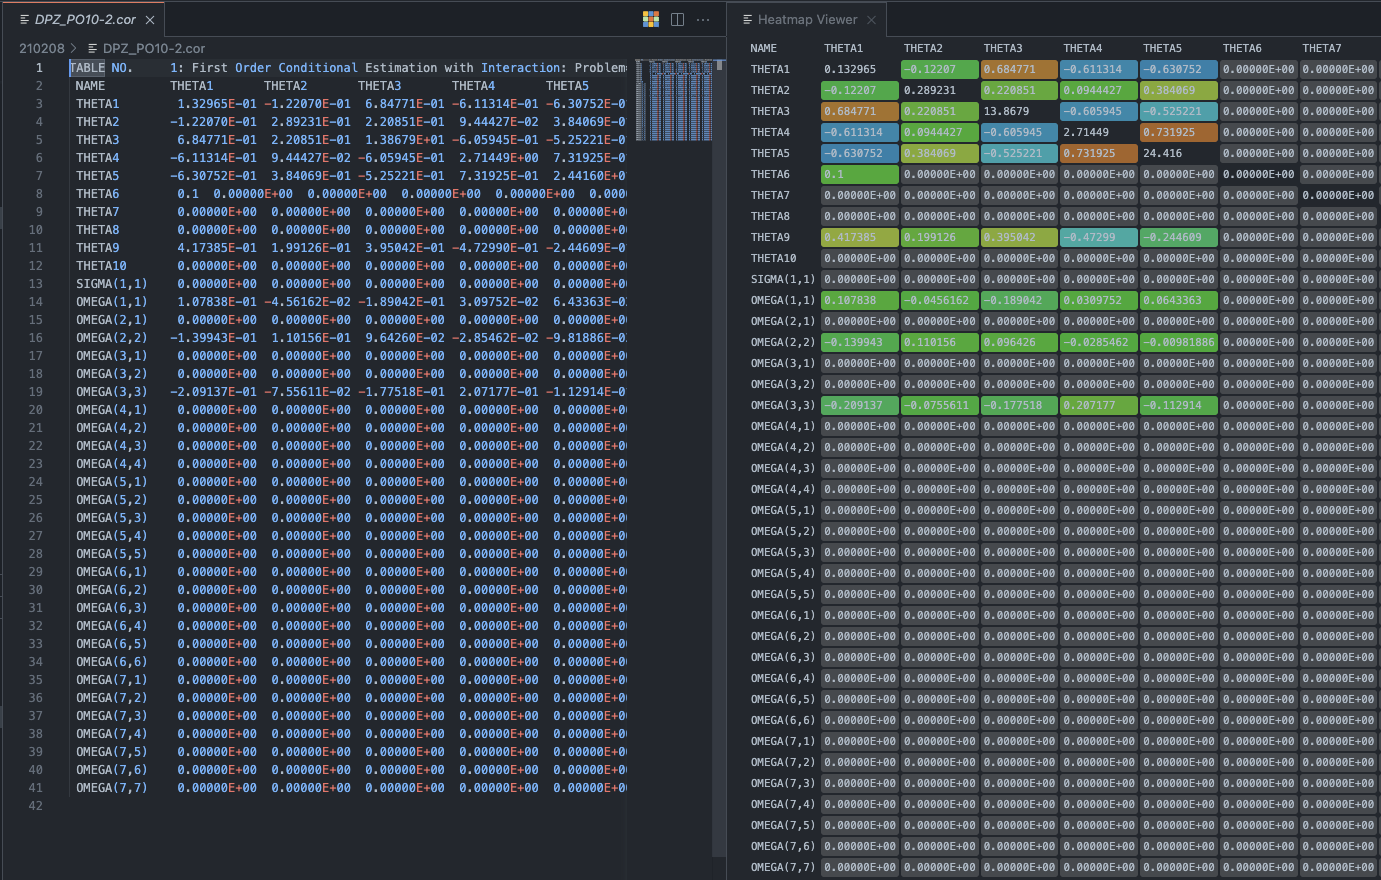 DPZ_PO10-2.cor
210208 > DPZ_PO10-2.cor
1 TABLE NO. 1: First Order Conditional Estimation with Interaction: Problem=
2 NAME THETA1 THETA2 THETA3 THETA4 THETA5
3 THETA1 1.32965E-01 -1.22070E-01 6.84771E-01 -6.11314E-01 -6.30752E-0
4 THETA2 -1.22070E-01 2.89231E-01 2.20851E-01 9.44427E-02 3.84069E-0
5 THETA3 6.84771E-01 2.20851E-01 1.38679E+01 -6.05945E-01 -5.25221E-0
6 THETA4 -6.11314E-01 9.44427E-02 -6.05945E-01 2.71449E+00 7.31925E-0
7 THETA5 -6.30752E-01 3.84069E-01 -5.25221E-01 7.31925E-01 2.44160E+0
8 THETA6 0.1 0.00000E+00 0.00000E+00 0.00000E+00 0.00000E+00 0.000
9 THETA7 0.00000E+00 0.00000E+00 0.00000E+00 0.00000E+00 0.00000E+0
10 THETA8 0.00000E+00 0.00000E+00 0.00000E+00 0.00000E+00 0.00000E+0
11 THETA9 4.17385E-01 1.99126E-01 3.95042E-01 -4.72990E-01 -2.44609E-0
12 THETA10 0.00000E+00 0.00000E+00 0.00000E+00 0.00000E+00 0.00000E+0
13 SIGMA(1,1) 0.00000E+00 0.00000E+00 0.00000E+00 0.00000E+00 0.00000E+0
14 OMEGA(1,1) 1.07838E-01 -4.56162E-02 -1.89042E-01 3.09752E-02 6.43363E-0
15 OMEGA(2,1) 0.00000E+00 0.00000E+00 0.00000E+00 0.00000E+00 0.00000E+0
16 OMEGA(2,2) -1.39943E-01 1.10156E-01 9.64260E-02 -2.85462E-02 -9.81886E-0
17 OMEGA(3,1) 0.00000E+00 0.00000E+00 0.00000E+00 0.00000E+00 0.00000E+0
18 OMEGA(3,2) 0.00000E+00 0.00000E+00 0.00000E+00 0.00000E+00 0.00000E+0
19 OMEGA(3,3) -2.09137E-01 -7.55611E-02 -1.77518E-01 2.07177E-01 -1.12914E-0
20 OMEGA(4,1) 0.00000E+00 0.00000E+00 0.00000E+00 0.00000E+00 0.00000E+0
21 OMEGA(4,2) 0.00000E+00 0.00000E+00 0.00000E+00 0.00000E+00 0.00000E+0
22 OMEGA(4,3) 0.00000E+00 0.00000E+00 0.00000E+00 0.00000E+00 0.00000E+0
23 OMEGA(4,4) 0.00000E+00 0.00000E+00 0.00000E+00 0.00000E+00 0.00000E+0
24 OMEGA(5,1) 0.00000E+00 0.00000E+00 0.00000E+00 0.00000E+00 0.00000E+0
25 OMEGA(5,2) 0.00000E+00 0.00000E+00 0.00000E+00 0.00000E+00 0.00000E+0
26 OMEGA(5,3) 0.00000E+00 0.00000E+00 0.00000E+00 0.00000E+00 0.00000E+0
27 OMEGA(5,4) 0.00000E+00 0.00000E+00 0.00000E+00 0.00000E+00 0.00000E+0
28 OMEGA(5,5) 0.00000E+00 0.00000E+00 0.00000E+00 0.00000E+00 0.00000E+0
29 OMEGA(6,1) 0.00000E+00 0.00000E+00 0.00000E+00 0.00000E+00 0.00000E+0
30 OMEGA(6,2) 0.00000E+00 0.00000E+00 0.00000E+00 0.00000E+00 0.00000E+0
31 OMEGA(6,3) 0.00000E+00 0.00000E+00 0.00000E+00 0.00000E+00 0.00000E+0
32 OMEGA(6,4) 0.00000E+00 0.00000E+00 0.00000E+00 0.00000E+00 0.00000E+0
33 OMEGA(6,5) 0.00000E+00 0.00000E+00 0.00000E+00 0.00000E+00 0.00000E+0
34 OMEGA(6,6) 0.00000E+00 0.00000E+00 0.00000E+00 0.00000E+00 0.00000E+0
35 OMEGA(7,1) 0.00000E+00 0.00000E+00 0.00000E+00 0.00000E+00 0.00000E+0
36 OMEGA(7,2) 0.00000E+00 0.00000E+00 0.00000E+00 0.00000E+00 0.00000E+0
37 OMEGA(7,3) 0.00000E+00 0.00000E+00 0.00000E+00 0.00000E+00 0.00000E+0
38 OMEGA(7,4) 0.00000E+00 0.00000E+00 0.00000E+00 0.00000E+00 0.00000E+0
39 OMEGA(7,5) 0.00000E+00 0.00000E+00 0.00000E+00 0.00000E+00 0.00000E+0
40 OMEGA(7,6) 0.00000E+00 0.00000E+00 0.00000E+00 0.00000E+00 0.00000E+0
41 OMEGA(7,7) 0.00000E+00 0.00000E+00 0.00000E+00 0.00000E+00 0.00000E+0
42
Heatmap Viewer
NAME THETA1 THETA2 THETA3 THETA4 THETA5 THETA6 THETA7
THETA1 0.132965 -0.12207 0.684771 -0.611314 -0.630752 0.00000E+00 0.00000E+00
THETA2 -0.12207 0.289231 0.220851 0.0944427 0.384069 0.00000E+00 0.00000E+00
THETA3 0.684771 0.220851 13.8679 -0.605945 -0.525221 0.00000E+00 0.00000E+00
THETA4 -0.611314 0.0944427 -0.605945 2.71449 0.731925 0.00000E+00 0.00000E+00
THETA5 -0.630752 0.384069 -0.525221 0.731925 24.416 0.00000E+00 0.00000E+00
THETA6 0.1 0.00000E+00 0.00000E+00 0.00000E+00 0.00000E+00 0.00000E+00 0.00000E+00
THETA7 0.00000E+00 0.00000E+00 0.00000E+00 0.00000E+00 0.00000E+00 0.00000E+00 0.00000E+00
THETA8 0.00000E+00 0.00000E+00 0.00000E+00 0.00000E+00 0.00000E+00 0.00000E+00 0.00000E+00
THETA9 0.417385 0.199126 0.395042 -0.47299 -0.244609 0.00000E+00 0.00000E+00
THETA10 0.00000E+00 0.00000E+00 0.00000E+00 0.00000E+00 0.00000E+00 0.00000E+00 0.00000E+00
SIGMA(1,1) 0.00000E+00 0.00000E+00 0.00000E+00 0.00000E+00 0.00000E+00 0.00000E+00 0.00000E+00
OMEGA(1,1) 0.107838 -0.0456162 -0.189042 0.0309752 0.0643363 0.00000E+00 0.00000E+00
OMEGA(2,1) 0.00000E+00 0.00000E+00 0.00000E+00 0.00000E+00 0.00000E+00 0.00000E+00 0.00000E+00
OMEGA(2,2) -0.139943 0.110156 0.096426 -0.0285462 -0.00981886 0.00000E+00 0.00000E+00
OMEGA(3,1) 0.00000E+00 0.00000E+00 0.00000E+00 0.00000E+00 0.00000E+00 0.00000E+00 0.00000E+00
OMEGA(3,2) 0.00000E+00 0.00000E+00 0.00000E+00 0.00000E+00 0.00000E+00 0.00000E+00 0.00000E+00
OMEGA(3,3) -0.209137 -0.0755611 -0.177518 0.207177 -0.112914 0.00000E+00 0.00000E+00
OMEGA(4,1) 0.00000E+00 0.00000E+00 0.00000E+00 0.00000E+00 0.00000E+00 0.00000E+00 0.00000E+00
OMEGA(4,2) 0.00000E+00 0.00000E+00 0.00000E+00 0.00000E+00 0.00000E+00 0.00000E+00 0.00000E+00
OMEGA(4,3) 0.00000E+00 0.00000E+00 0.00000E+00 0.00000E+00 0.00000E+00 0.00000E+00 0.00000E+00
OMEGA(4,4) 0.00000E+00 0.00000E+00 0.00000E+00 0.00000E+00 0.00000E+00 0.00000E+00 0.00000E+00
OMEGA(5,1) 0.00000E+00 0.00000E+00 0.00000E+00 0.00000E+00 0.00000E+00 0.00000E+00 0.00000E+00
OMEGA(5,2) 0.00000E+00 0.00000E+00 0.00000E+00 0.00000E+00 0.00000E+00 0.00000E+00 0.00000E+00
OMEGA(5,3) 0.00000E+00 0.00000E+00 0.00000E+00 0.00000E+00 0.00000E+00 0.00000E+00 0.00000E+00
OMEGA(5,4) 0.00000E+00 0.00000E+00 0.00000E+00 0.00000E+00 0.00000E+00 0.00000E+00 0.00000E+00
OMEGA(5,5) 0.00000E+00 0.00000E+00 0.00000E+00 0.00000E+00 0.00000E+00 0.00000E+00 0.00000E+00
OMEGA(6,1) 0.00000E+00 0.00000E+00 0.00000E+00 0.00000E+00 0.00000E+00 0.00000E+00 0.00000E+00
OMEGA(6,2) 0.00000E+00 0.00000E+00 0.00000E+00 0.00000E+00 0.00000E+00 0.00000E+00 0.00000E+00
OMEGA(6,3) 0.00000E+00 0.00000E+00 0.00000E+00 0.00000E+00 0.00000E+00 0.00000E+00 0.00000E+00
OMEGA(6,4) 0.00000E+00 0.00000E+00 0.00000E+00 0.00000E+00 0.00000E+00 0.00000E+00 0.00000E+00
OMEGA(6,5) 0.00000E+00 0.00000E+00 0.00000E+00 0.00000E+00 0.00000E+00 0.00000E+00 0.00000E+00
OMEGA(6,6) 0.00000E+00 0.00000E+00 0.00000E+00 0.00000E+00 0.00000E+00 0.00000E+00 0.00000E+00
OMEGA(7,1) 0.00000E+00 0.00000E+00 0.00000E+00 0.00000E+00 0.00000E+00 0.00000E+00 0.00000E+00
OMEGA(7,2) 0.00000E+00 0.00000E+00 0.00000E+00 0.00000E+00 0.00000E+00 0.00000E+00 0.00000E+00
OMEGA(7,3) 0.00000E+00 0.00000E+00 0.00000E+00 0.00000E+00 0.00000E+00 0.00000E+00 0.00000E+00
OMEGA(7,4) 0.00000E+00 0.00000E+00 0.00000E+00 0.00000E+00 0.00000E+00 0.00000E+00 0.00000E+00
OMEGA(7,5) 0.00000E+00 0.00000E+00 0.00000E+00 0.00000E+00 0.00000E+00 0.00000E+00 0.00000E+00
OMEGA(7,6) 0.00000E+00 0.00000E+00 0.00000E+00 0.00000E+00 0.00000E+00 0.00000E+00 0.00000E+00
OMEGA(7,7) 0.00000E+00 0.00000E+00 0.00000E+00 0.00000E+00 0.00000E+00 0.00000E+00 0.00000E+00